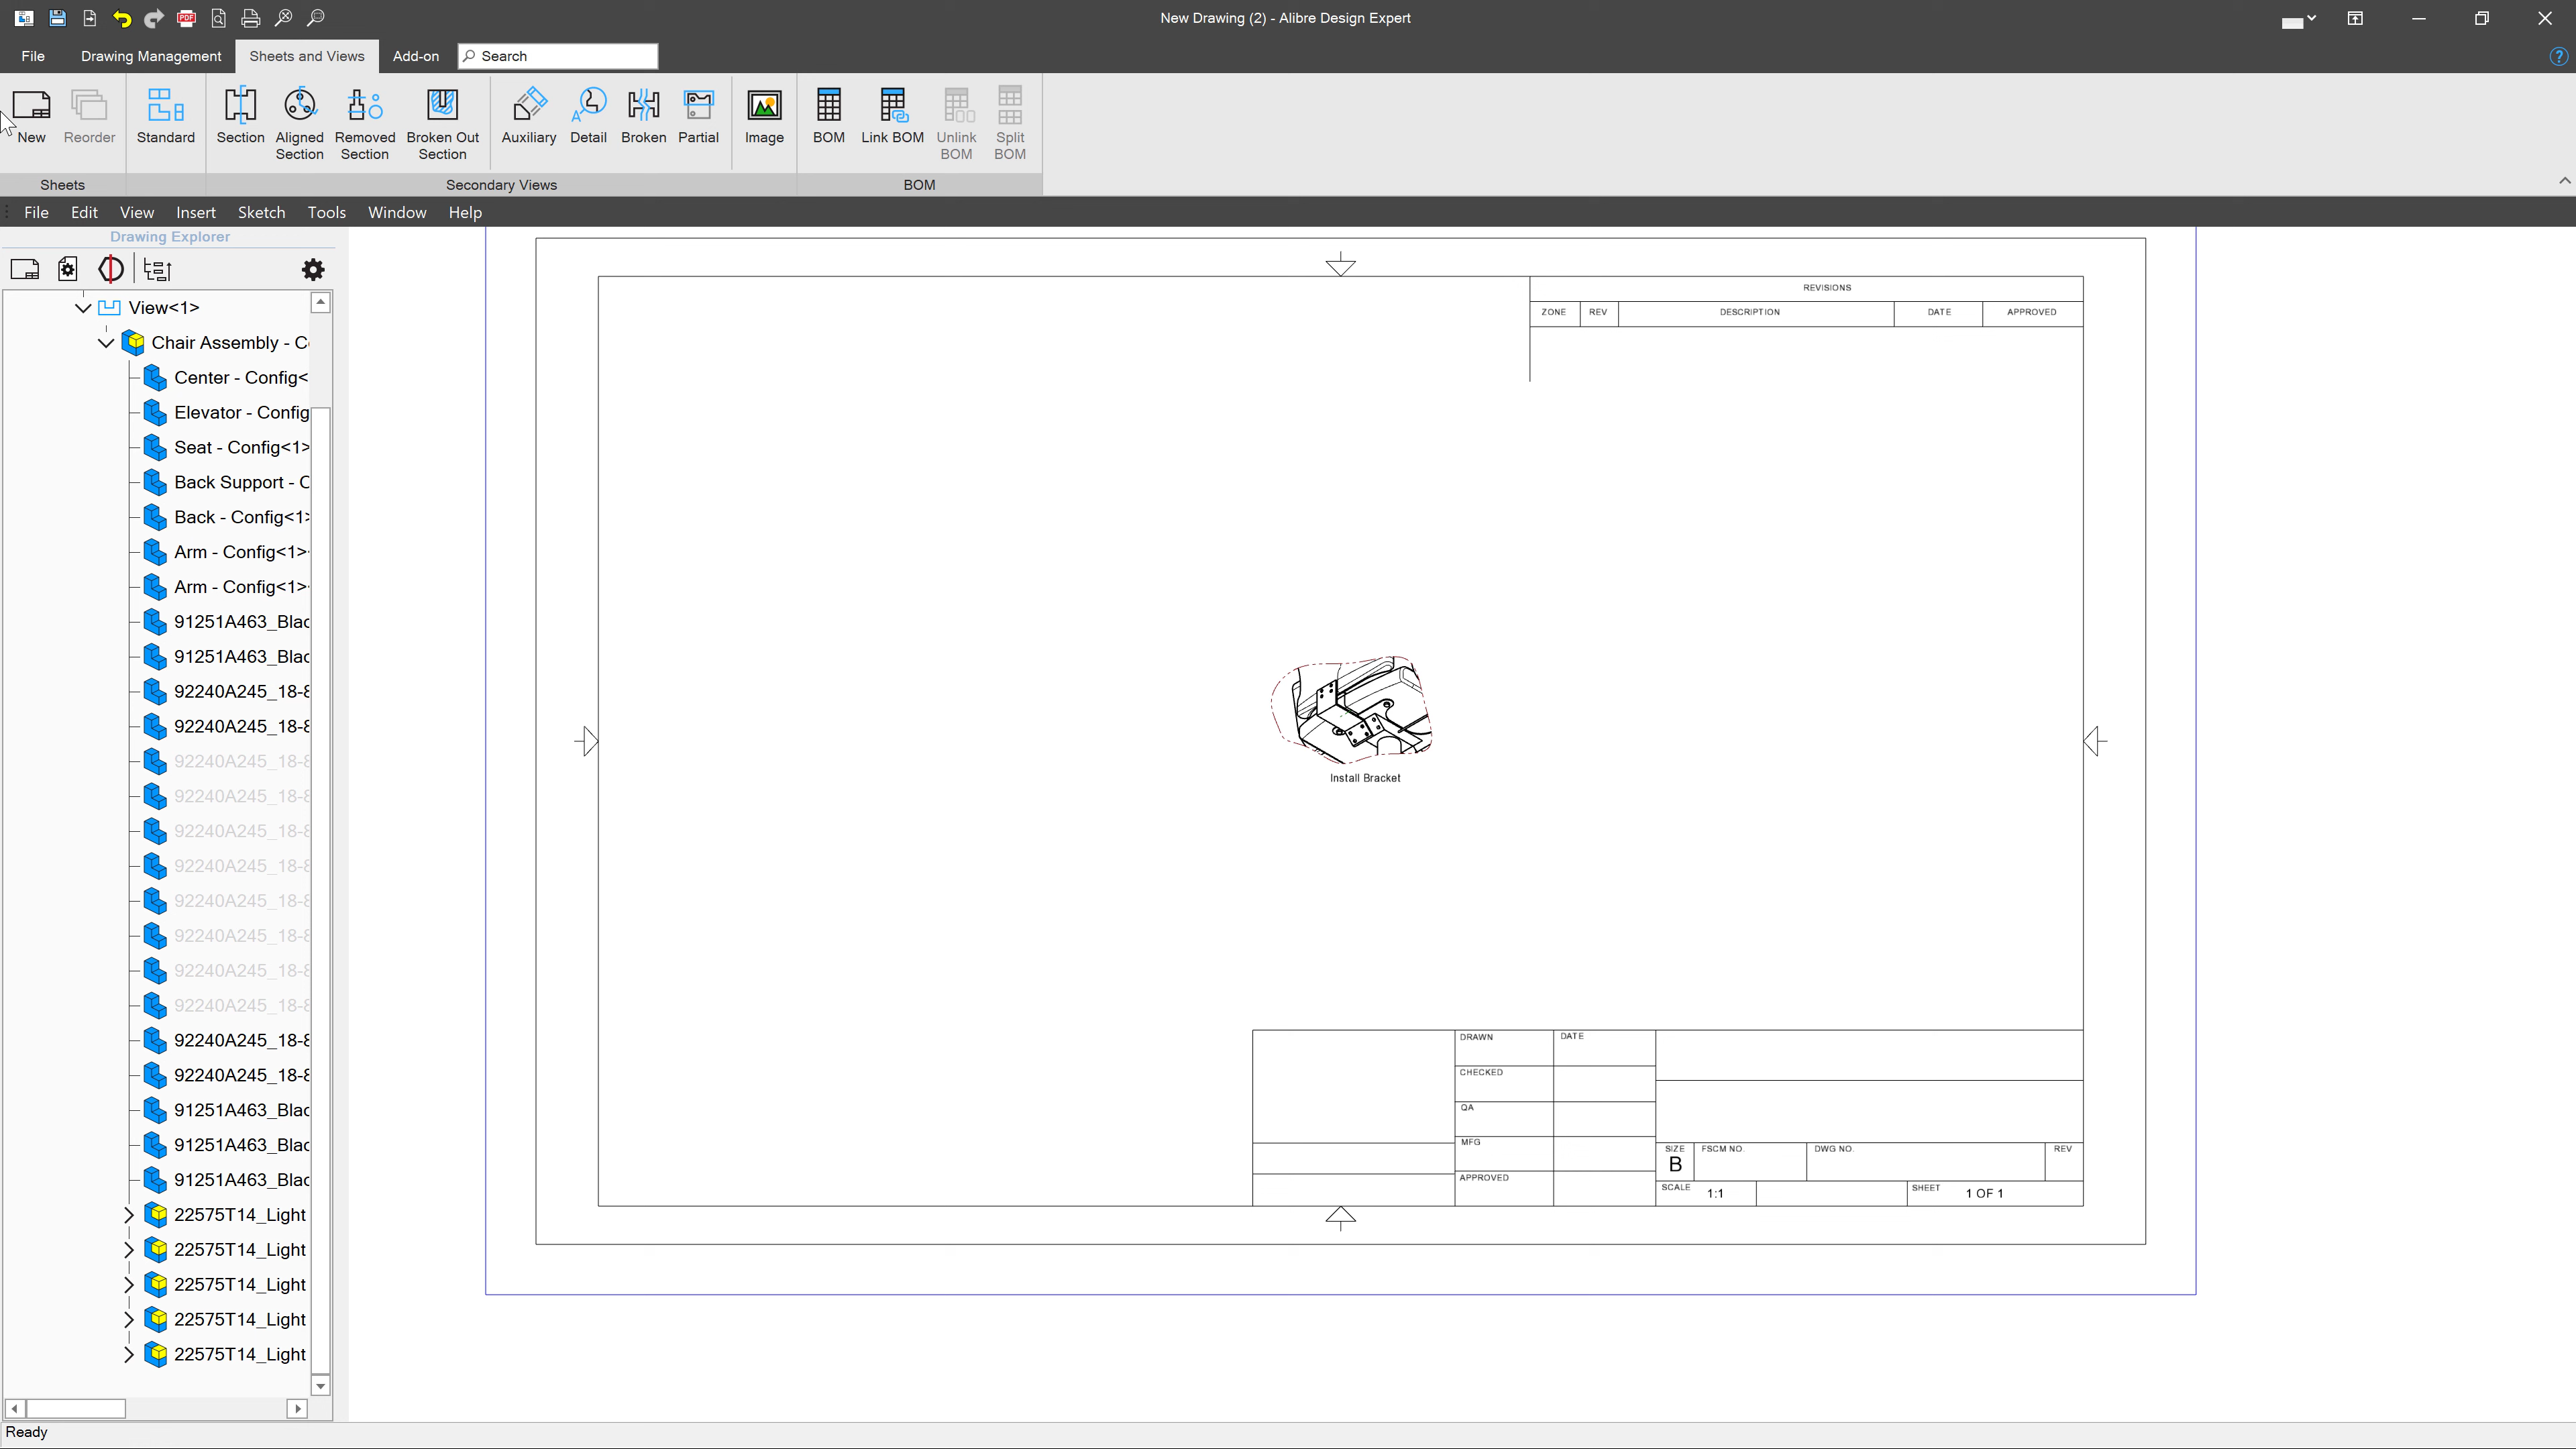 New Drawing (2) - Alibre Design Expert
PDF
File
Drawing Management
Sheets and Views
Add-on
Search
New
Reorder
Standard
Section
Aligned
Section
Removed
Section
Broken Out
Section
Auxiliary
Detail
Broken
Partial
Image
BOM
Link BOM
Unlink
BOM
Split
BOM
Sheets
Secondary Views
BOM
File Edit View Insert Sketch Tools Window Help
Drawing Explorer
View<1>
Chair Assembly - C
Center - Config<
Elevator - Config
Seat - Config<1>
Back Support - C
Back - Config<1>
Arm - Config<1>
Arm - Config<1>
91251A463_Blac
91251A463_Blac
92240A245_18-8
92240A245_18-8
92240A245_18-8
92240A245_18-8
92240A245_18-8
92240A245_18-8
92240A245_18-8
92240A245_18-8
92240A245_18-8
92240A245_18-8
92240A245_18-8
92240A245_18-8
91251A463_Blac
91251A463_Blac
91251A463_Blac
22575T14_Light
22575T14_Light
22575T14_Light
22575T14_Light
22575T14_Light
REVISIONS
ZONE REV DESCRIPTION DATE APPROVED
Install Bracket
DRAWN DATE
CHECKED
QA
MFG
APPROVED
SIZE
B
FSCM NO.
DWG NO.
REV
SCALE 1:1
SHEET 1 OF 1
Ready